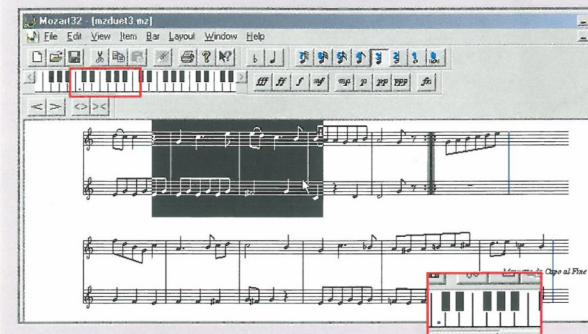 Mozart32 - [mzduet3.mz]
File Edit View Item Bar Layout Window Help
fff ff f mf mp p pp ppp fn
da Capo al Fine